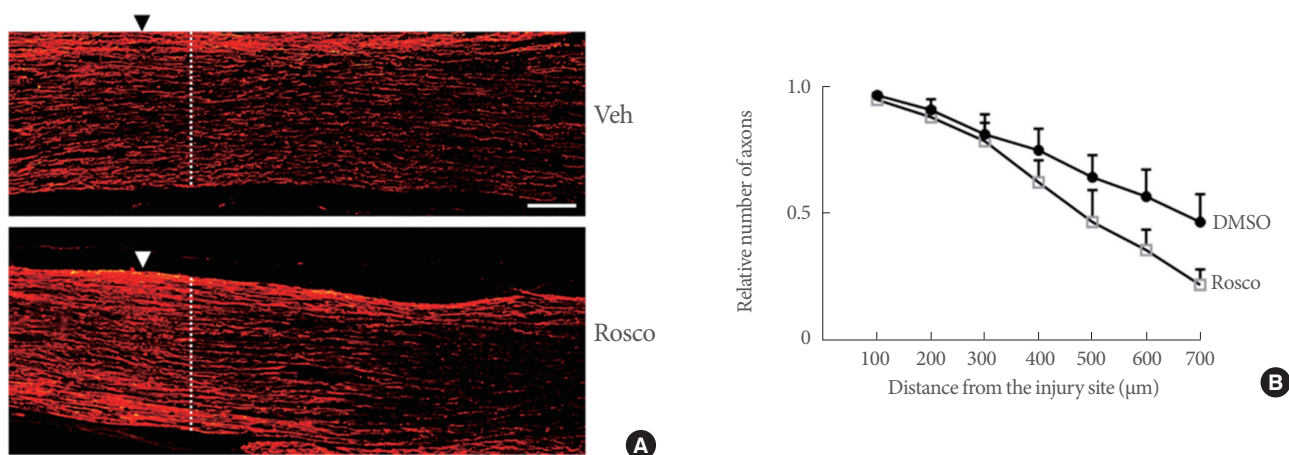 Veh
Rosco
A
1.0
0.5
0
Relative number of axons
100 200 300 400 500 600 700
Distance from the injury site (µm)
DMSO
Rosco
B